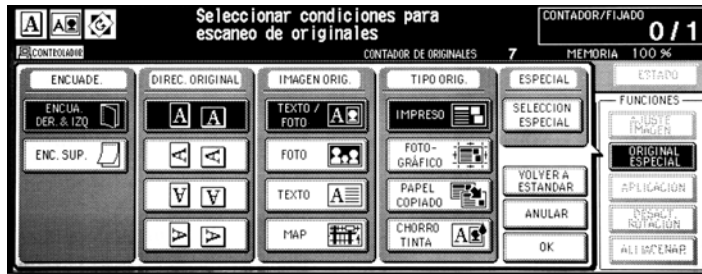 A A
Seleccionar condiciones para
escaneo de originales
CONTADOR/FIJADO
0/1
CONTROLADOR
CONTADOR DE ORIGINALES 7 MEMORIA 100 %
ENCUADE.
ENCUA.
DER. & IZQ
ENC. SUP.
DIREC. ORIGINAL
A A
A A
A A
A A
IMAGEN ORIG.
TEXTO /
FOTO
A
FOTO
TEXTO
A
MAP
TIPO ORIG.
IMPRESO
FOTO-
GRÁFICO
PAPEL
COPIADO
CHORRO
TINTA
A
ESPECIAL
SELECCION
ESPECIAL
VOLVER A
ESTANDAR
ANULAR
OK
ESTADO
FUNCIONES
AJUSTE
IMAGEN
ORIGINAL
ESPECIAL
APLICACION
DESACT.
ROTACION
ALMACENAR